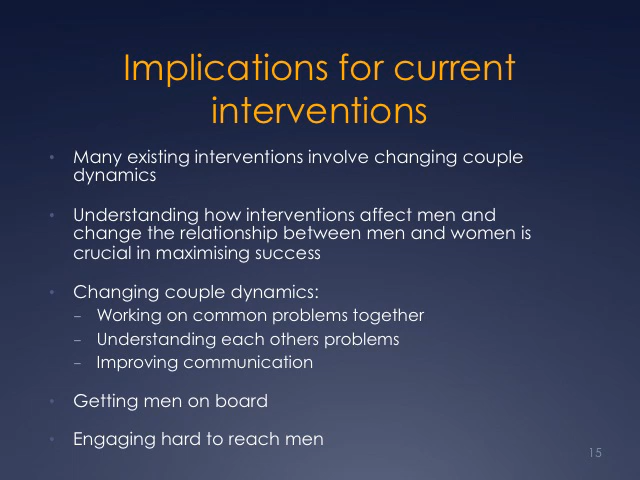 Implications for current
interventions
• Many existing interventions involve changing couple
dynamics
• Understanding how interventions affect men and
change the relationship between men and women is
crucial in maximising success
• Changing couple dynamics:
– Working on common problems together
– Understanding each others problems
– Improving communication
• Getting men on board
• Engaging hard to reach men
15